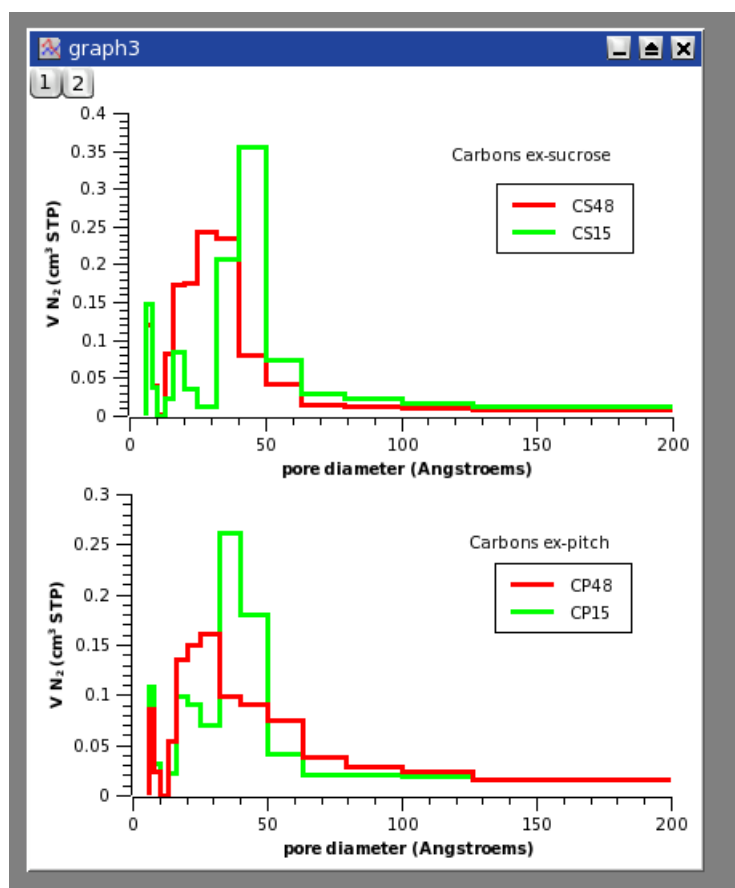 graph3
1 2
0.4
0.35
0.3
0.25
0.2
0.15
0.1
0.05
0
V N₂ (cm³ STP)
Carbons ex-sucrose
CS48
CS15
0 50 100 150 200
pore diameter (Angstroems)
0.3
0.25
0.2
0.15
0.1
0.05
0
V N₂ (cm³ STP)
Carbons ex-pitch
CP48
CP15
0 50 100 150 200
pore diameter (Angstroems)